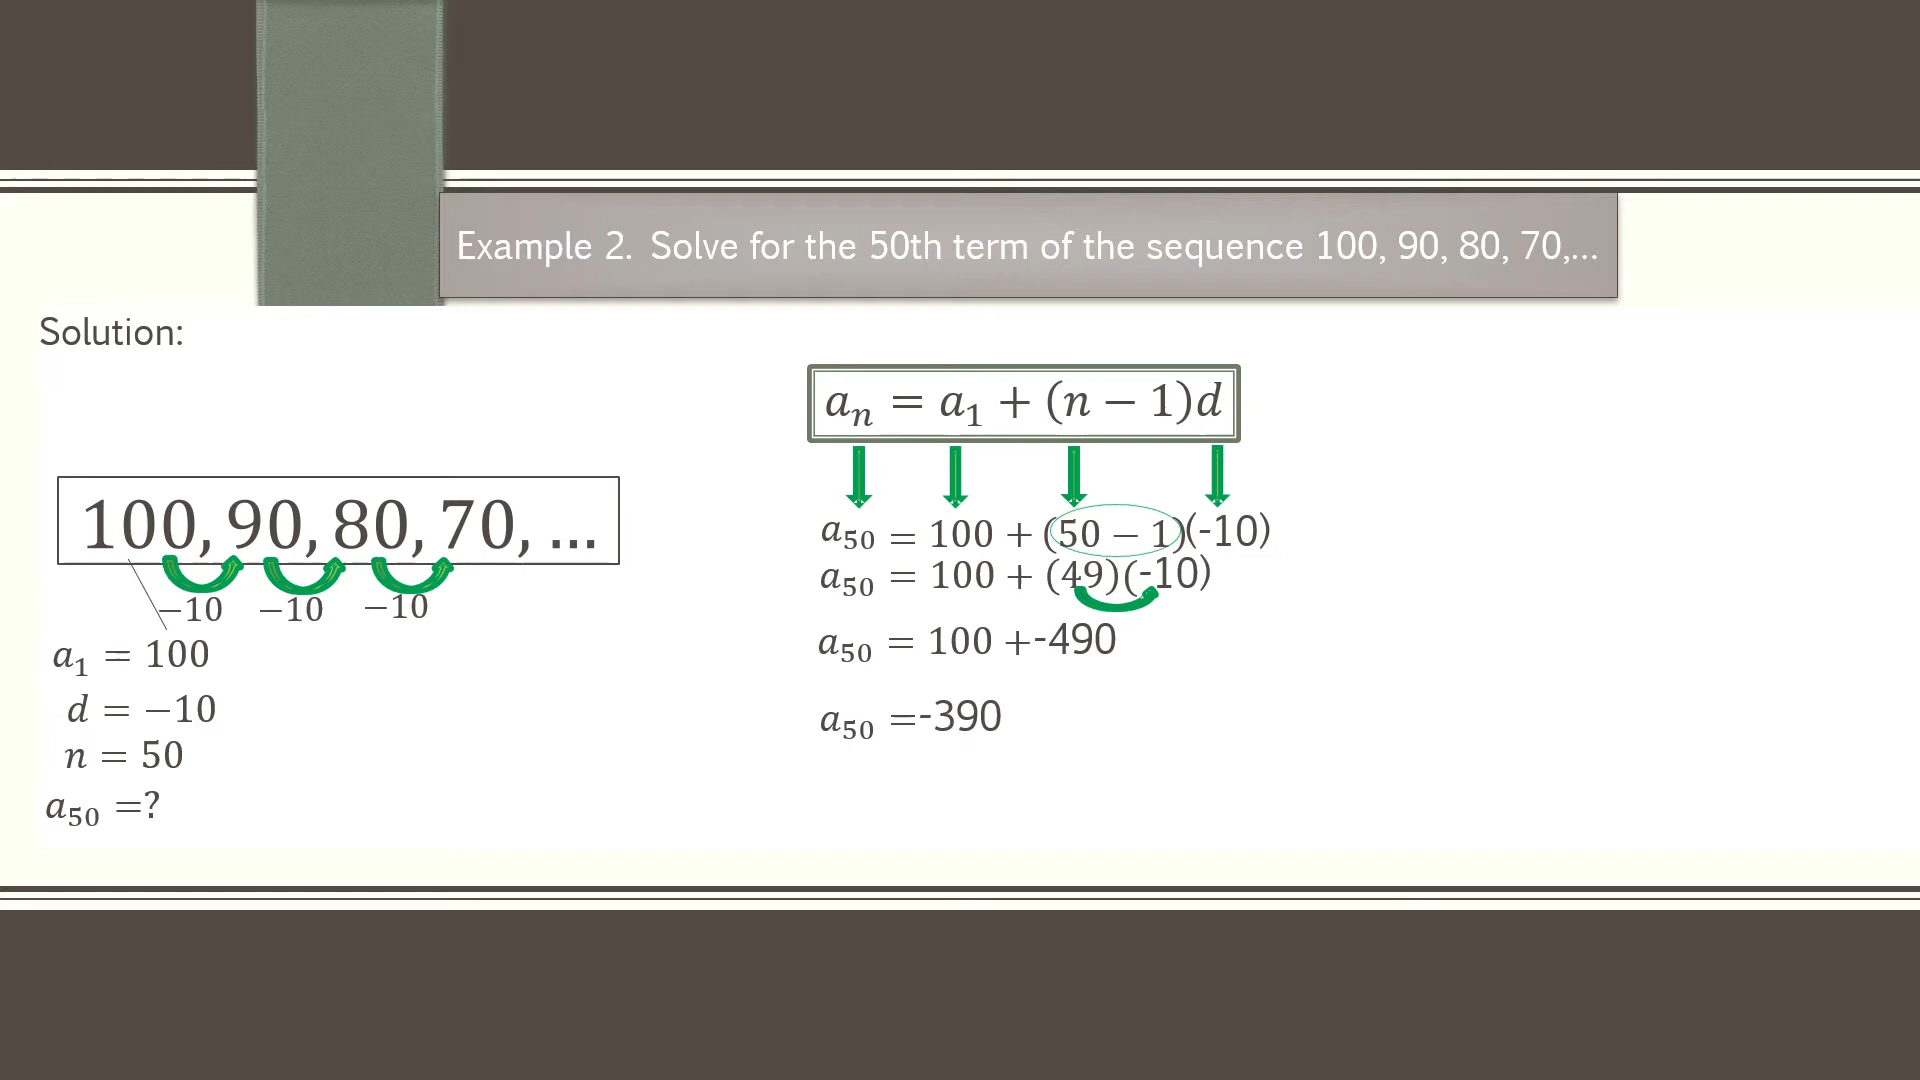 Example 2. Solve for the 50th term of the sequence 100, 90, 80, 70,...
Solution:
100, 90, 80, 70, ...
−10 −10 −10
a₁ = 100
d = −10
n = 50
a₅₀ =?
aₙ = a₁ + (n − 1)d
a₅₀ = 100 + (50 − 1)(-10)
a₅₀ = 100 + (49)(-10)
a₅₀ = 100 +-490
a₅₀ =-390